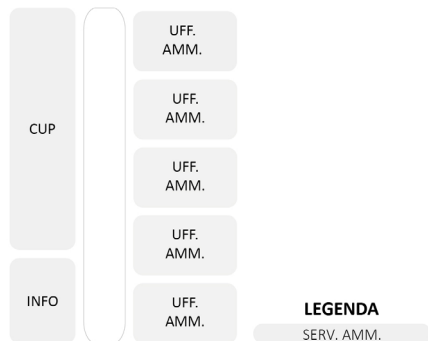 CUP
INFO
UFF.
AMM.
UFF.
AMM.
UFF.
AMM.
UFF.
AMM.
UFF.
AMM.
LEGENDA
SERV. AMM.